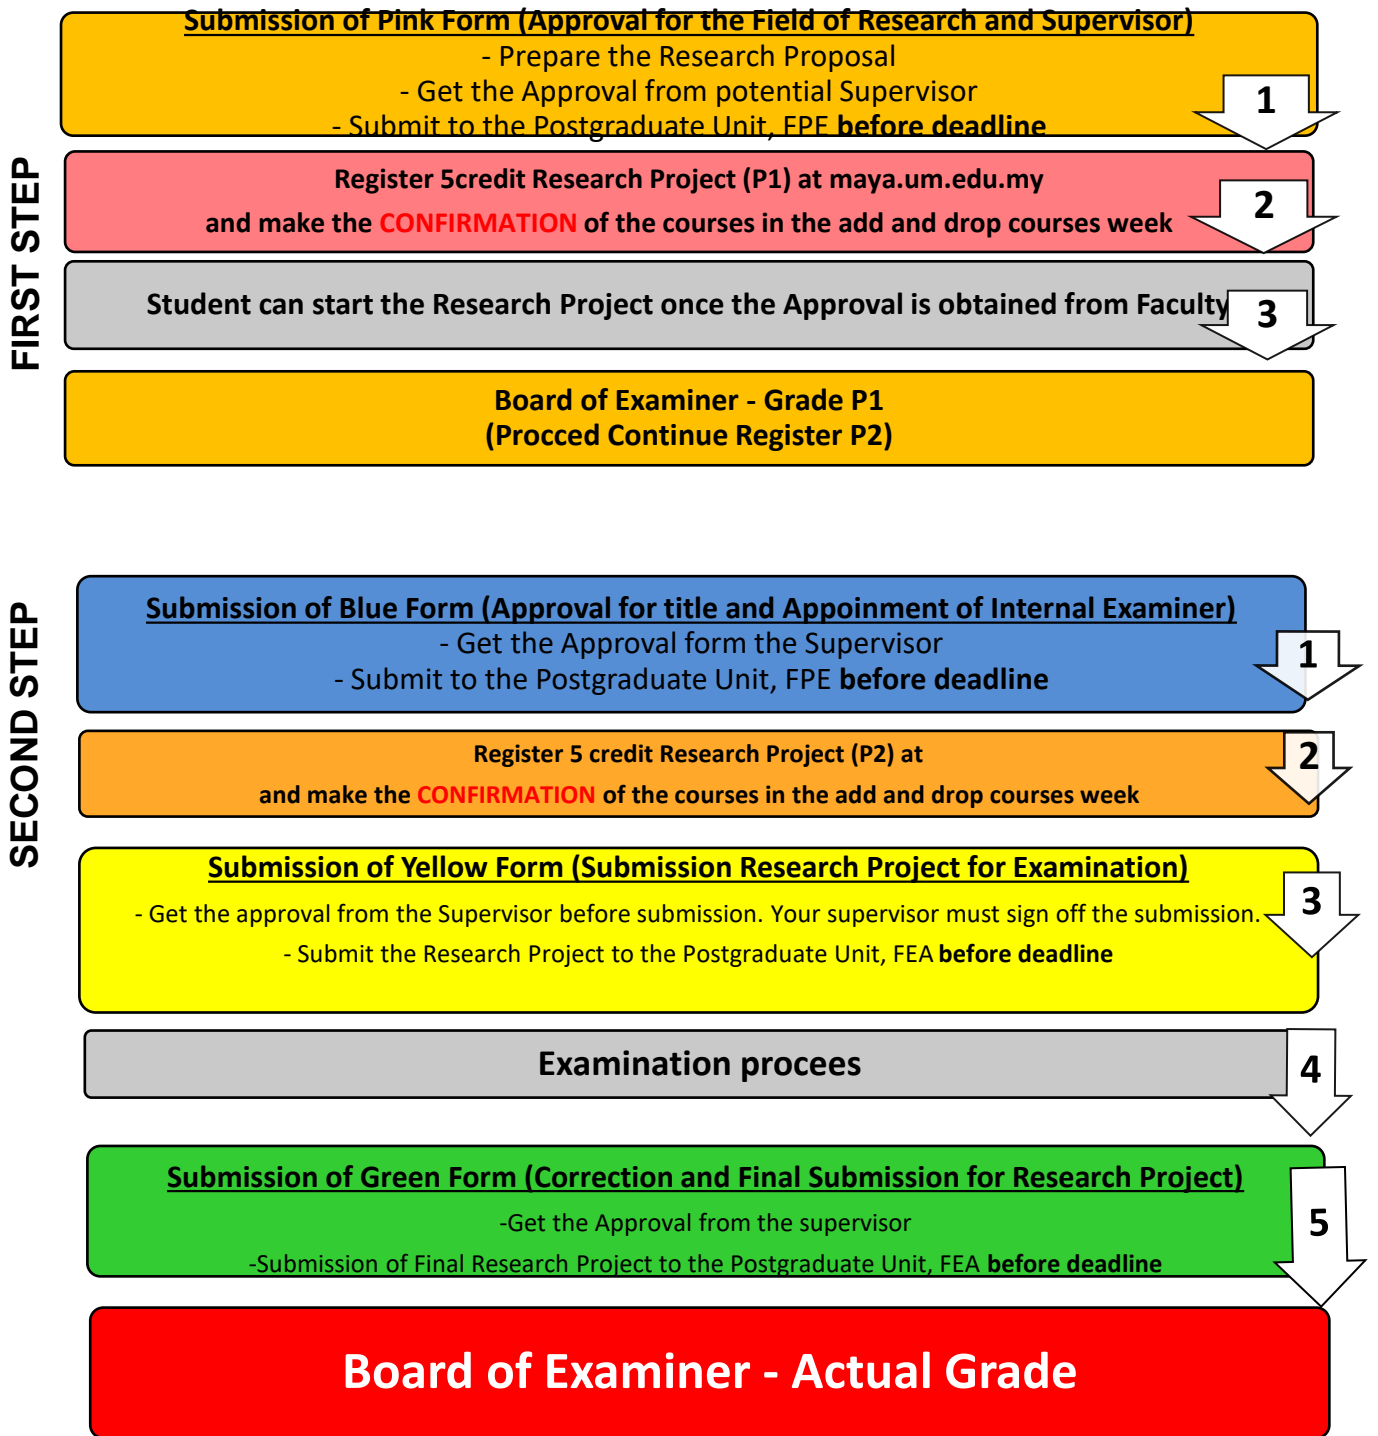 FIRST STEP
Submission of Pink Form (Approval for the Field of Research and Supervisor)
- Prepare the Research Proposal
- Get the Approval from potential Supervisor
- Submit to the Postgraduate Unit, FPE before deadline
1
Register 5credit Research Project (P1) at maya.um.edu.my
and make the CONFIRMATION of the courses in the add and drop courses week
2
Student can start the Research Project once the Approval is obtained from Faculty
3
Board of Examiner - Grade P1
(Procced Continue Register P2)
SECOND STEP
Submission of Blue Form (Approval for title and Appoinment of Internal Examiner)
- Get the Approval form the Supervisor
- Submit to the Postgraduate Unit, FPE before deadline
1
Register 5 credit Research Project (P2) at
and make the CONFIRMATION of the courses in the add and drop courses week
2
Submission of Yellow Form (Submission Research Project for Examination)
- Get the approval from the Supervisor before submission. Your supervisor must sign off the submission.
- Submit the Research Project to the Postgraduate Unit, FEA before deadline
3
Examination procees
4
Submission of Green Form (Correction and Final Submission for Research Project)
-Get the Approval from the supervisor
-Submission of Final Research Project to the Postgraduate Unit, FEA before deadline
5
Board of Examiner - Actual Grade